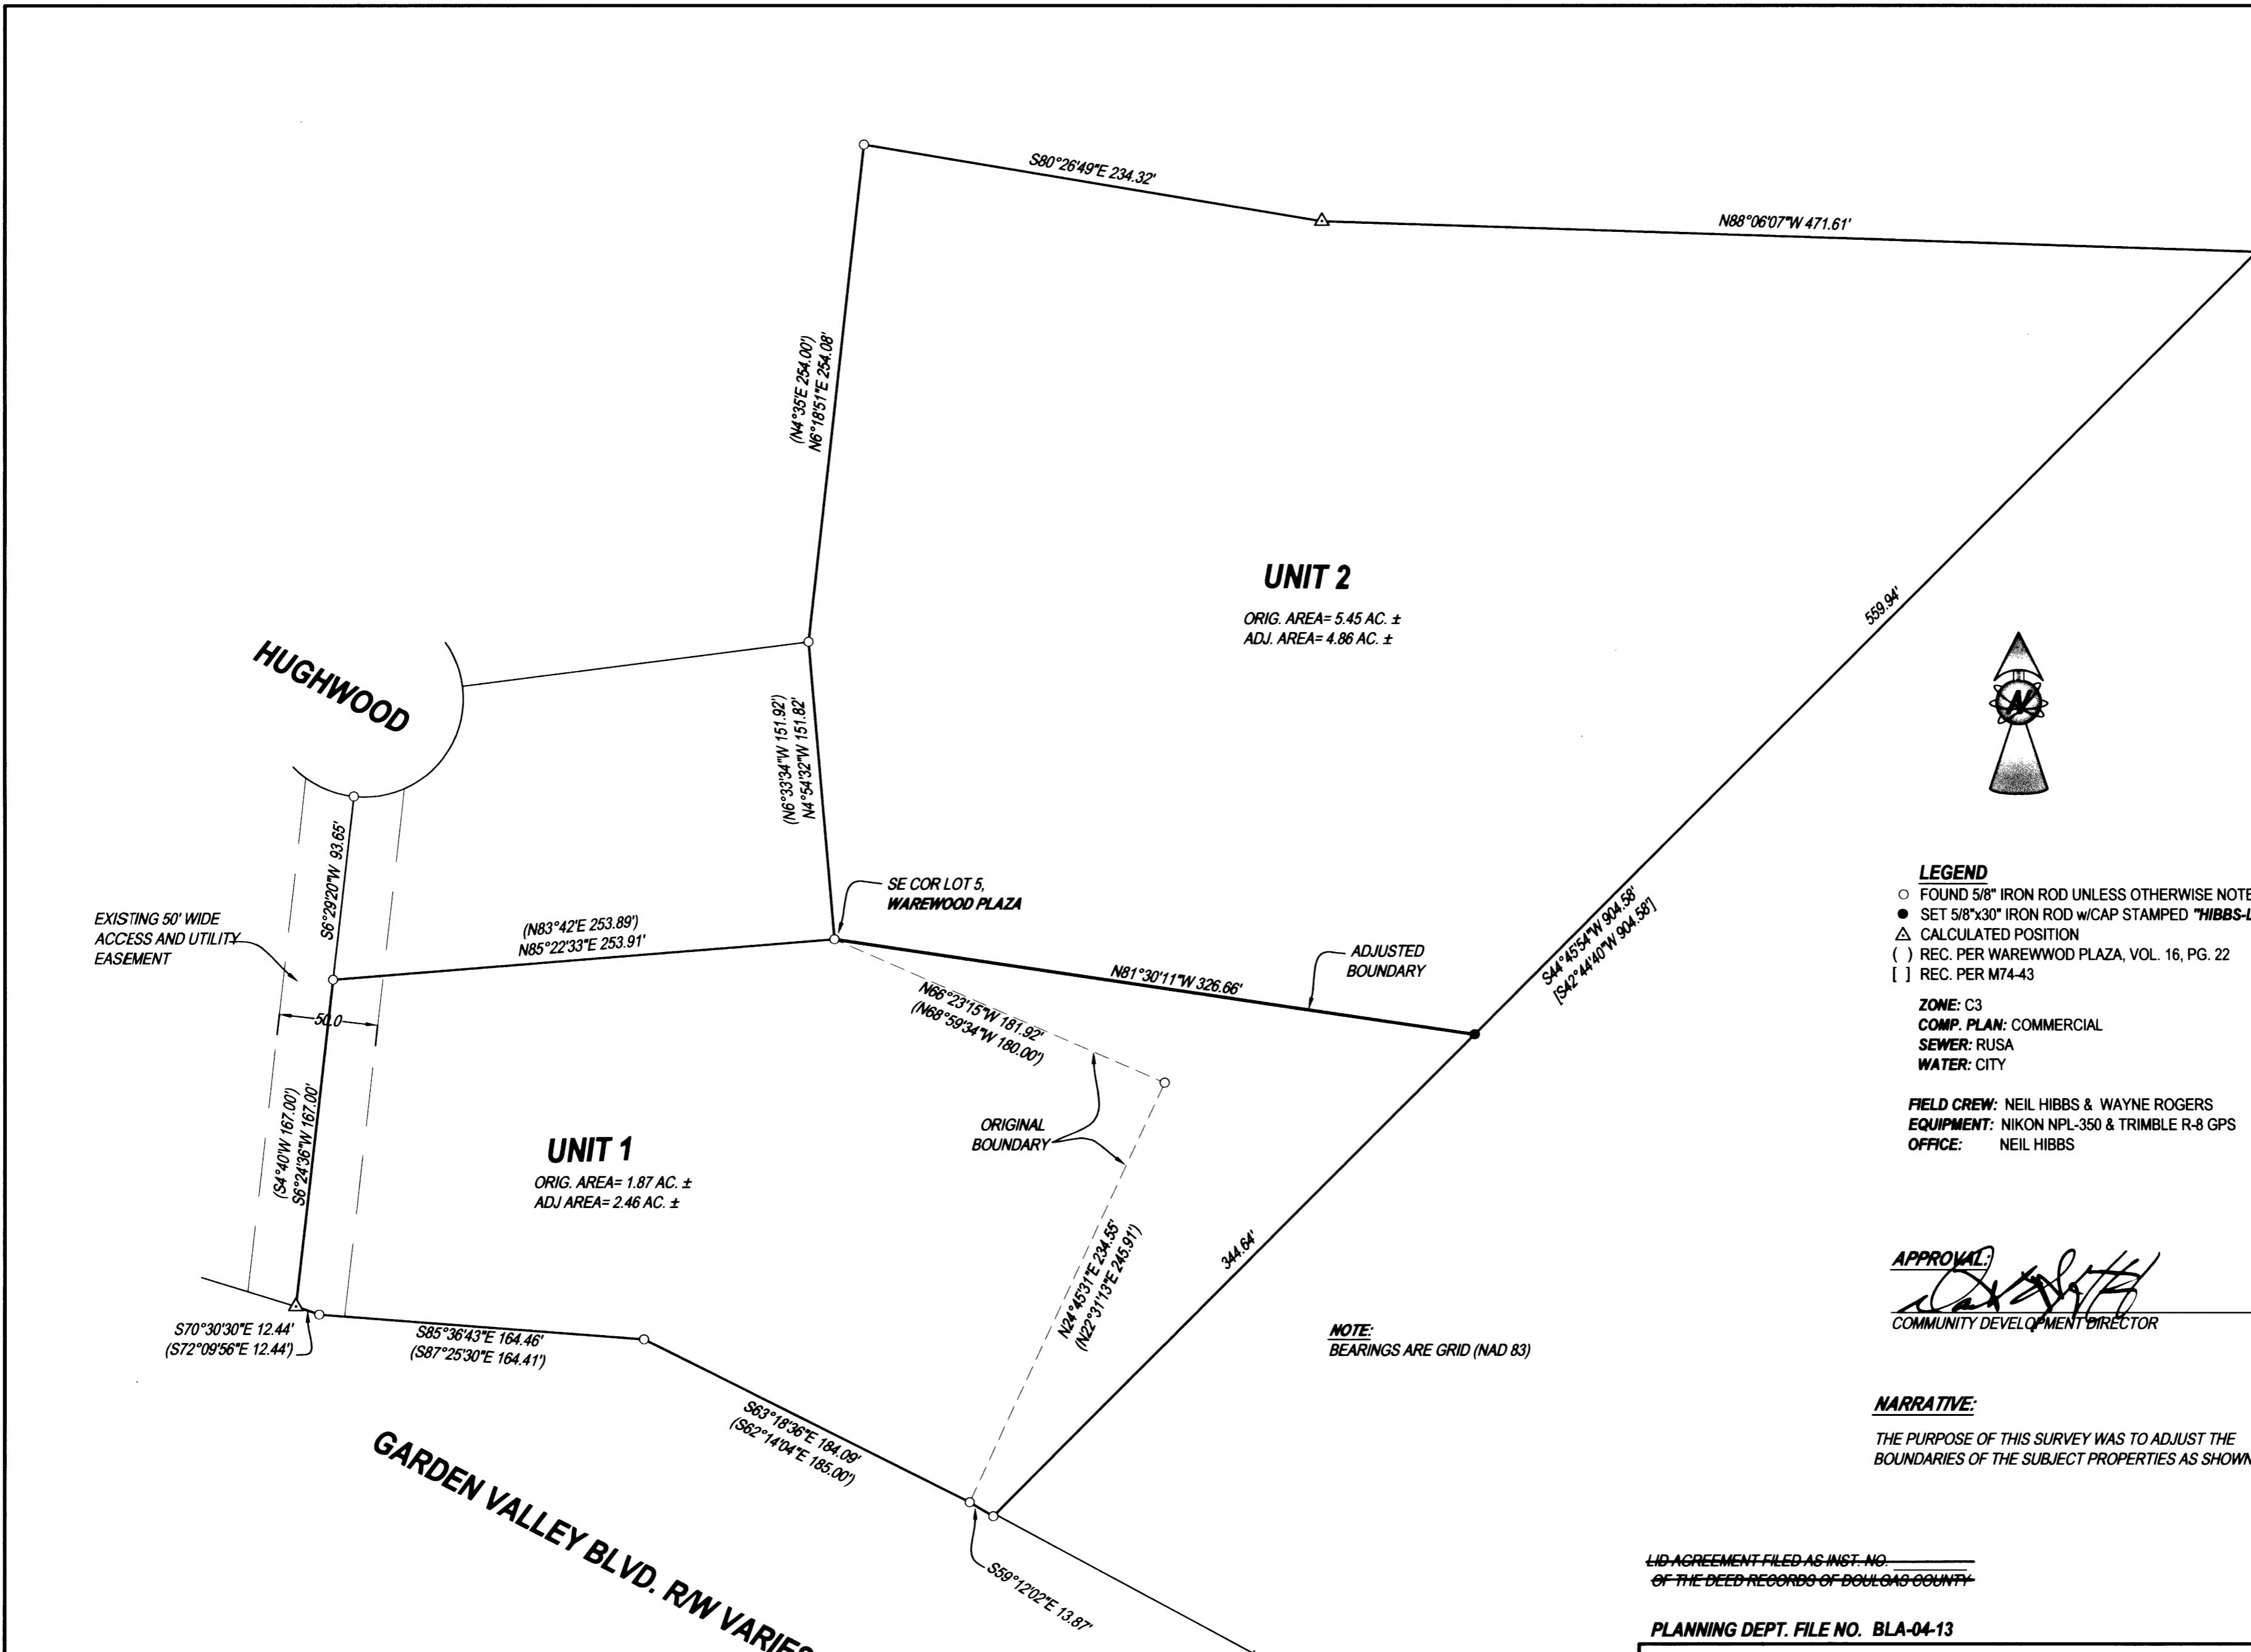 S80°26'49"E 234.32'
N88°06'07"W 471.61'
(N4°35'E 254.00')
N6°18'51"E 254.08'
UNIT 2
ORIG. AREA= 5.45 AC. ±
ADJ. AREA= 4.86 AC. ±
559.94'
HUGHWOOD
(N6°33'34"W 151.92')
N4°54'32"W 151.82'
S6°29'20"W 93.65'
SE COR LOT 5,
WAREWOOD PLAZA
EXISTING 50' WIDE
ACCESS AND UTILITY
EASEMENT
(N83°42'E 253.89')
N85°22'33"E 253.91'
ADJUSTED
BOUNDARY
N81°30'11"W 326.66'
S44°45'54"W 904.58'
[S42°44'40"W 904.58']
N66°23'15"W 181.92'
(N68°59'34"W 180.00')
50.0
ORIGINAL
BOUNDARY
(S4°40'W 167.00')
S6°24'36"W 167.00'
UNIT 1
ORIG. AREA= 1.87 AC. ±
ADJ AREA= 2.46 AC. ±
N24°45'31"E 234.55'
(N22°31'13"E 245.91')
344.64'
S70°30'30"E 12.44'
(S72°09'56"E 12.44')
S85°36'43"E 164.46'
(S87°25'30"E 164.41')
S63°18'36"E 184.09'
(S62°14'04"E 185.00')
NOTE:
BEARINGS ARE GRID (NAD 83)
GARDEN VALLEY BLVD. R/W VARIES
S59°12'02"E 13.87'
N
LEGEND
FOUND 5/8" IRON ROD UNLESS OTHERWISE NOTE
SET 5/8"x30" IRON ROD w/CAP STAMPED "HIBBS-L
CALCULATED POSITION
( ) REC. PER WAREWWOD PLAZA, VOL. 16, PG. 22
[ ] REC. PER M74-43
ZONE: C3
COMP. PLAN: COMMERCIAL
SEWER: RUSA
WATER: CITY
FIELD CREW: NEIL HIBBS & WAYNE ROGERS
EQUIPMENT: NIKON NPL-350 & TRIMBLE R-8 GPS
OFFICE: NEIL HIBBS
APPROVAL:
COMMUNITY DEVELOPMENT DIRECTOR
NARRATIVE:
THE PURPOSE OF THIS SURVEY WAS TO ADJUST THE
BOUNDARIES OF THE SUBJECT PROPERTIES AS SHOWN
LID AGREEMENT FILED AS INST. NO.
OF THE DEED RECORDS OF DOULGAS COUNTY
PLANNING DEPT. FILE NO. BLA-04-13